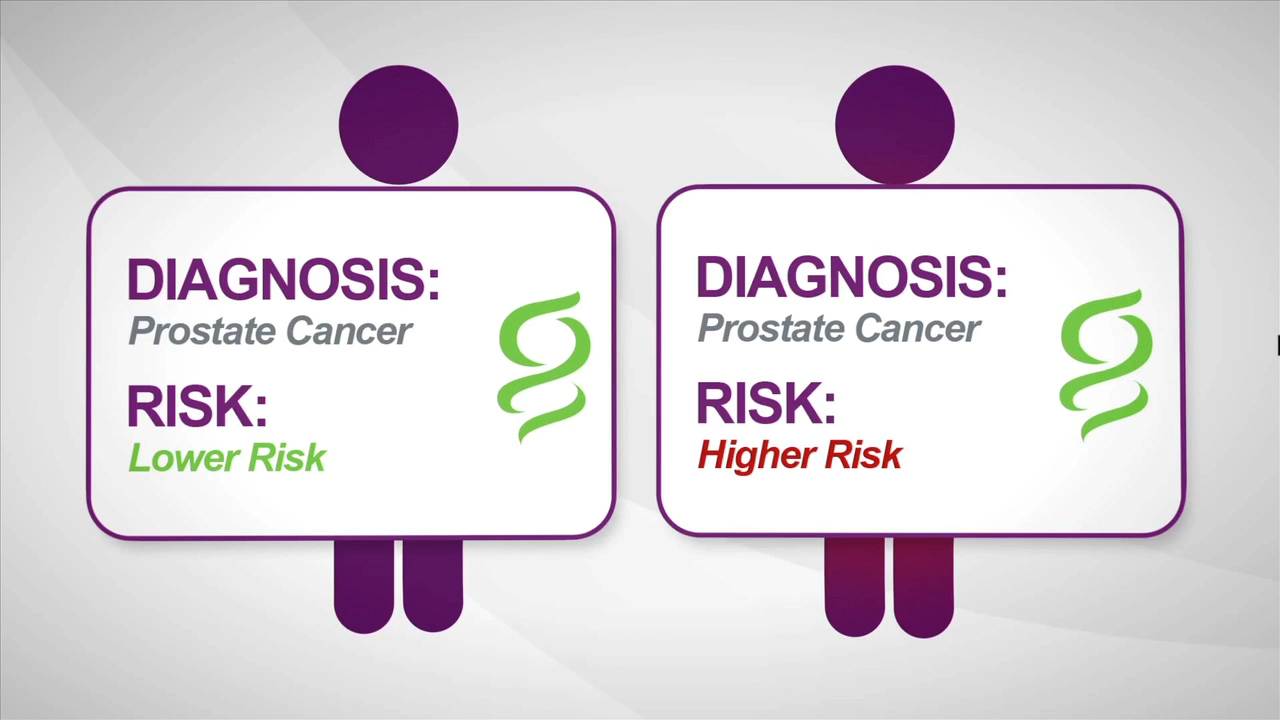 DIAGNOSIS:
Prostate Cancer
RISK:
Lower Risk
DIAGNOSIS:
Prostate Cancer
RISK:
Higher Risk